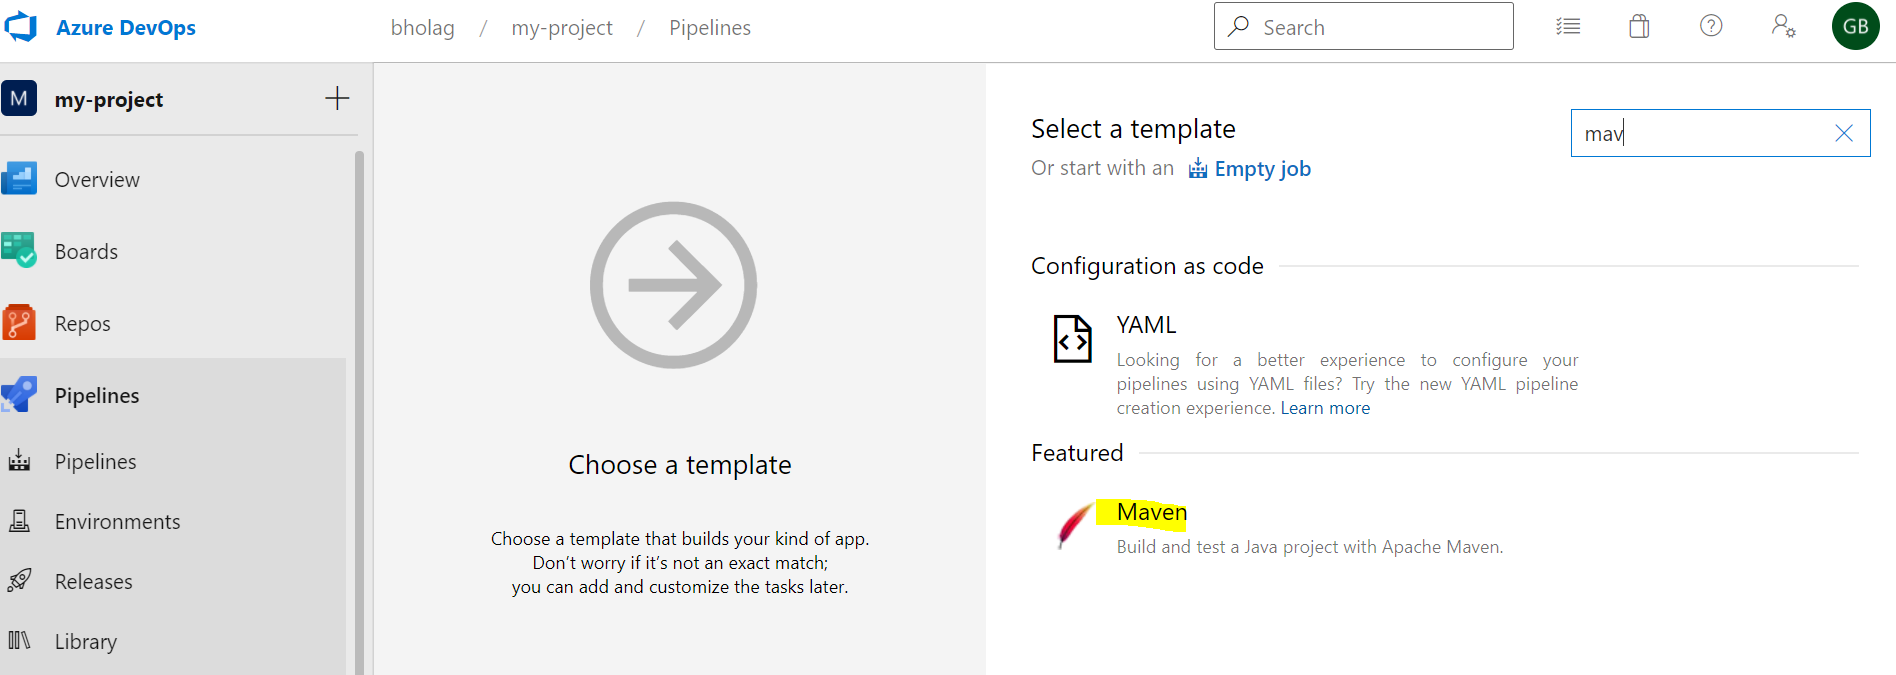 Azure DevOps
bholag / my-project / Pipelines
Search
GB
M my-project
Overview
Boards
Repos
Pipelines
Pipelines
Environments
Releases
Library
Choose a template
Choose a template that builds your kind of app.
Don't worry if it's not an exact match;
you can add and customize the tasks later.
Select a template
mav
Or start with an Empty job
Configuration as code
YAML
Looking for a better experience to configure your
pipelines using YAML files? Try the new YAML pipeline
creation experience. Learn more
Featured
Maven
Build and test a Java project with Apache Maven.